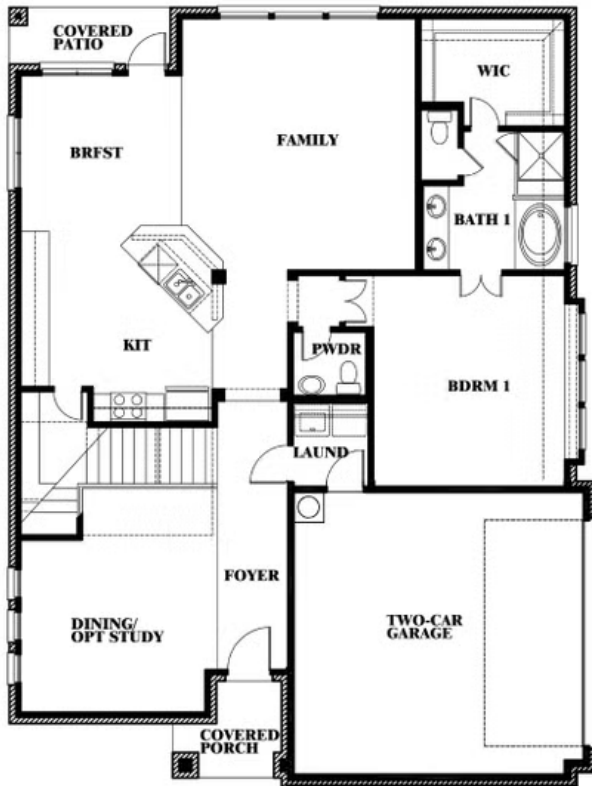 COVERED
PATIO
WIC
BRFST
FAMILY
BATH 1
KIT
PWDR
BDRM 1
LAUND
FOYER
DINING/
OPT STUDY
TWO-CAR
GARAGE
COVERED
PORCH